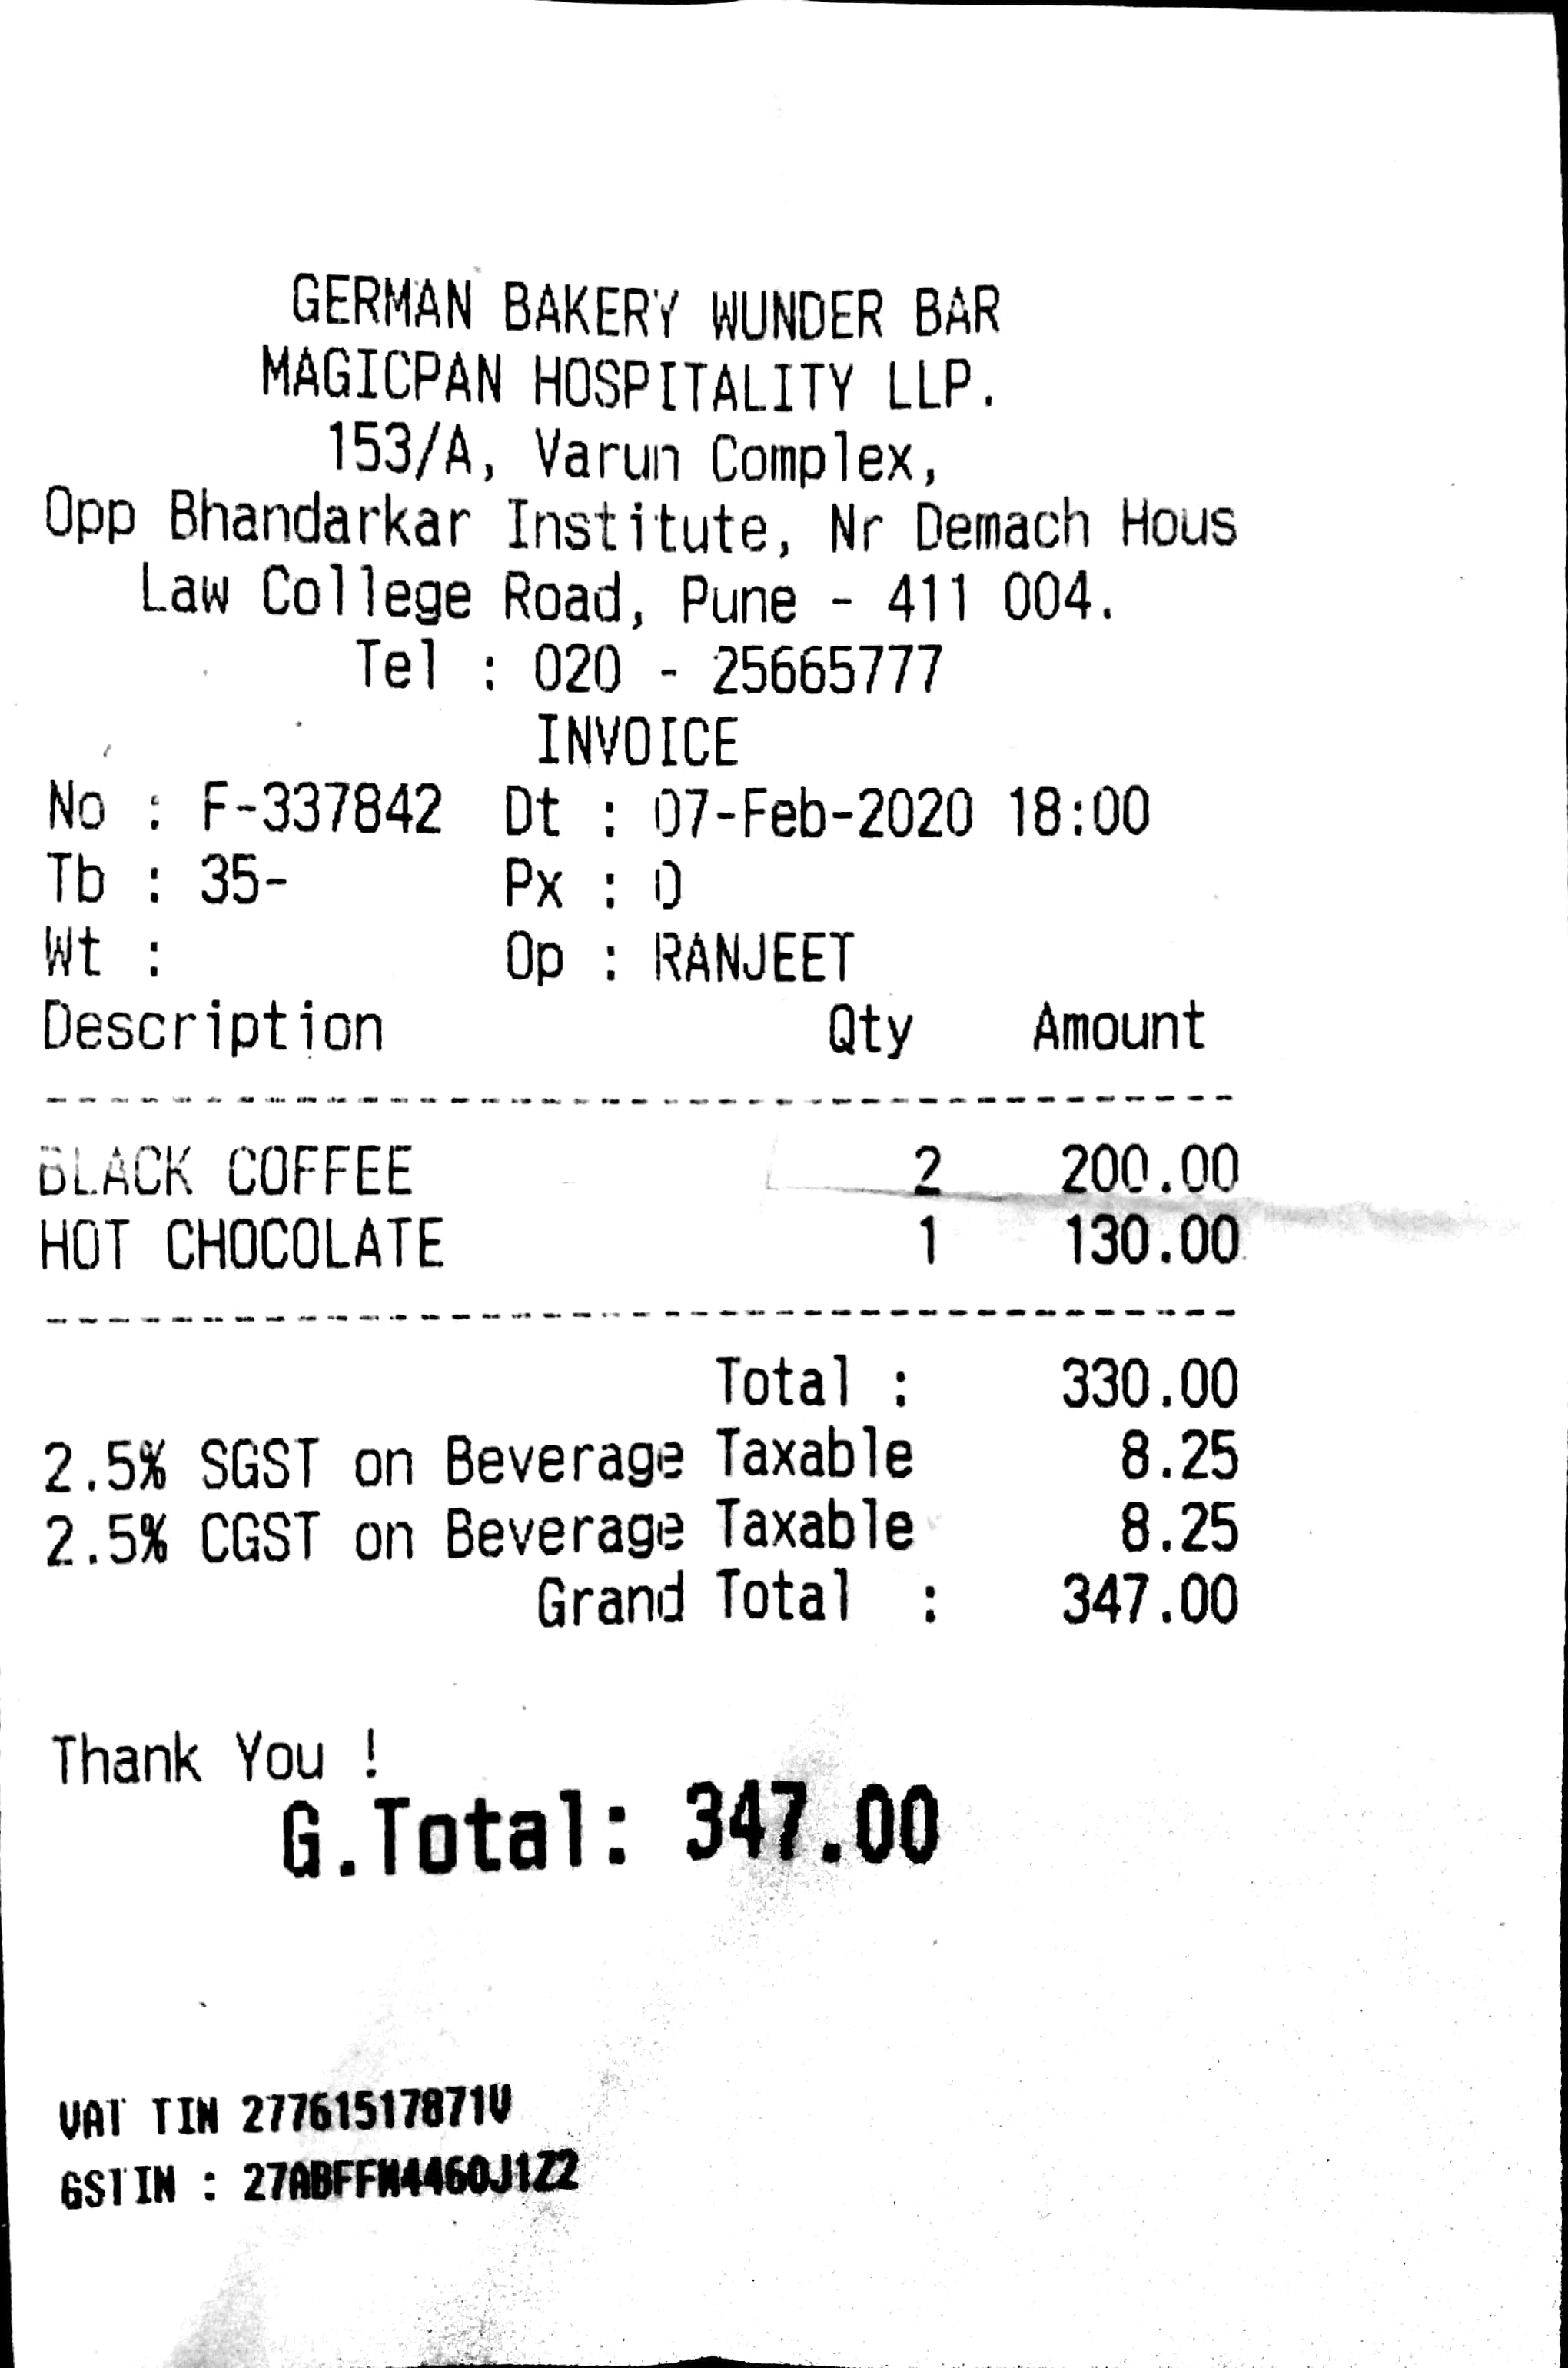 GERMAN BAKERY WUNDER BAR
MAGICPAN HOSPITALITY LLP.
153/A, Varun Complex,
Opp Bhandarkar Institute, Nr Demach Hous
Law College Road, Pune - 411 004.
Tel : 020 - 25665777
INVOICE
No : F-337842 Dt : 07-Feb-2020 18:00
Tb : 35- Px : 0
Wt : Op : RANJEET
Description Qty Amount
BLACK COFFEE 2 200.00
HOT CHOCOLATE 1 130.00
Total : 330.00
2.5% SGST on Beverage Taxable 8.25
2.5% CGST on Beverage Taxable 8.25
Grand Total : 347.00
Thank You !
G.Total: 347.00
VAT TIN 27761517871V
GSTIN :